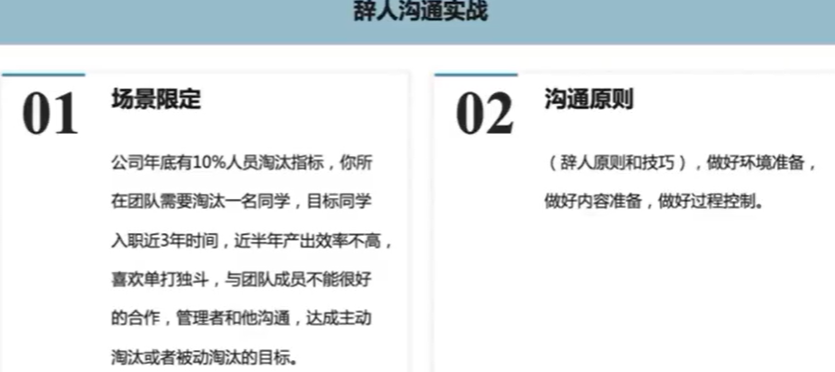 辞人沟通实战
01
场景限定
公司年底有10%人员淘汰指标，你所
在团队需要淘汰一名同学，目标同学
入职近3年时间，近半年产出效率不高，
喜欢单打独斗，与团队成员不能很好
的合作，管理者和他沟通，达成主动
淘汰或者被动淘汰的目标。
02
沟通原则
（辞人原则和技巧），做好环境准备，
做好内容准备，做好过程控制。